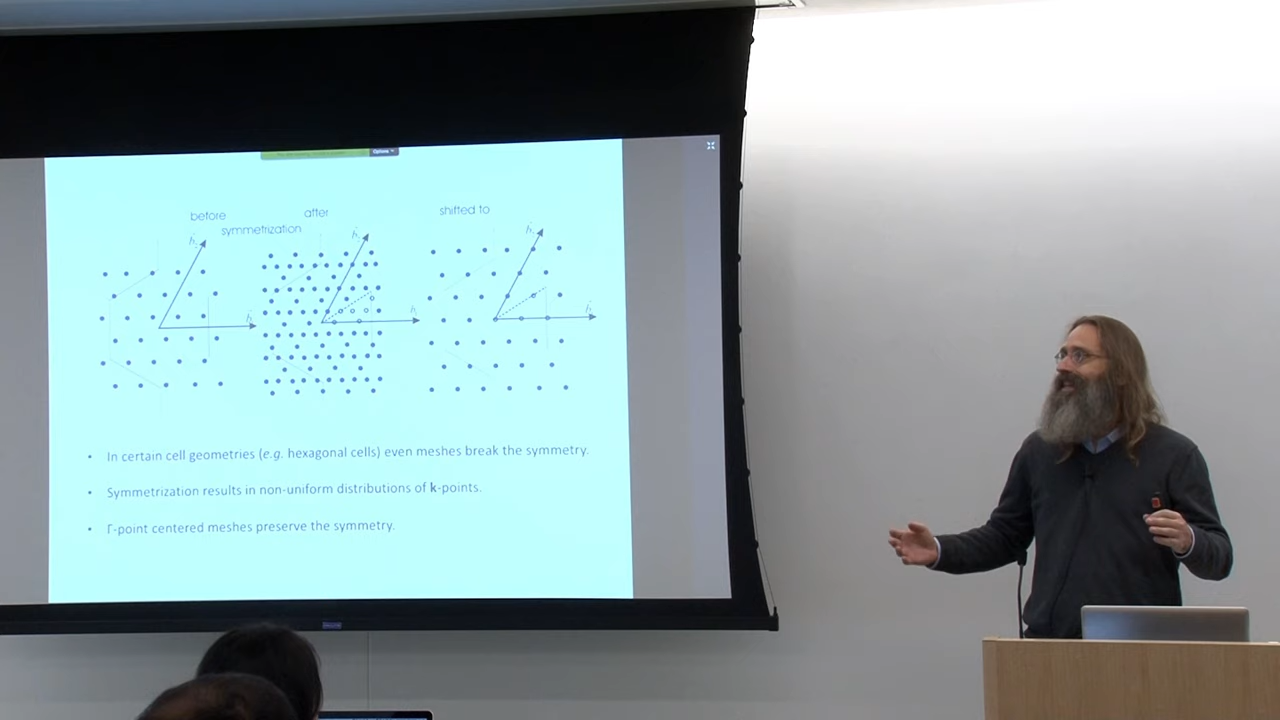 Options
before
after
shifted to
symmetrization
• In certain cell geometries (e.g. hexagonal cells) even meshes break the symmetry.
• Symmetrization results in non-uniform distributions of k-points.
• Γ-point centered meshes preserve the symmetry.